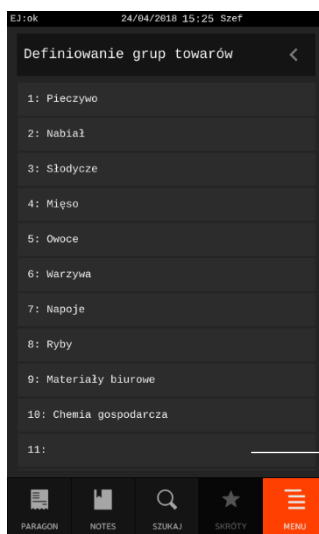 EJ:ok 24/04/2018 15:25 Szef
Definiowanie grup towarów
1: Pieczywo
2: Nabiał
3: Słodycze
4: Mięso
5: Owoce
6: Warzywa
7: Napoje
8: Ryby
9: Materiały biurowe
10: Chemia gospodarcza
11:
PARAGON NOTES SZUKAJ SKRÓTY MENU